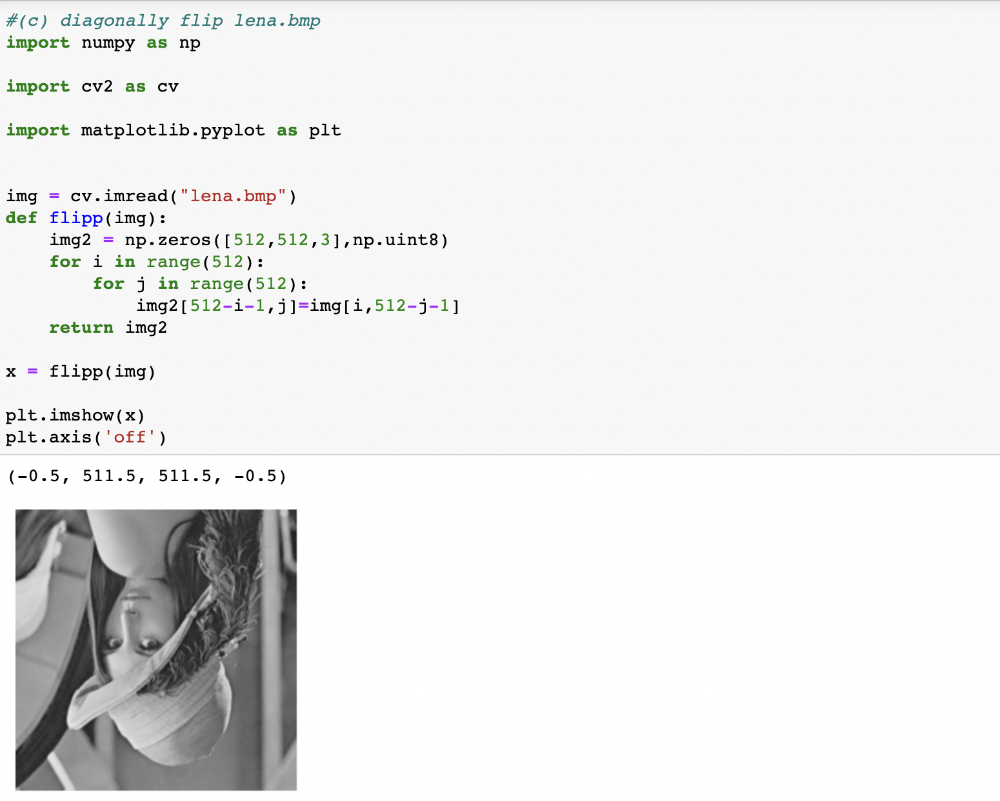 #(c) diagonally flip lena.bmp
import numpy as np
import cv2 as cv
import matplotlib.pyplot as plt
img = cv.imread("lena.bmp")
def flipp(img):
    img2 = np.zeros([512,512,3],np.uint8)
    for i in range(512):
        for j in range(512):
            img2[512-i-1,j]=img[i,512-j-1]
    return img2
x = flipp(img)
plt.imshow(x)
plt.axis('off')
(-0.5, 511.5, 511.5, -0.5)